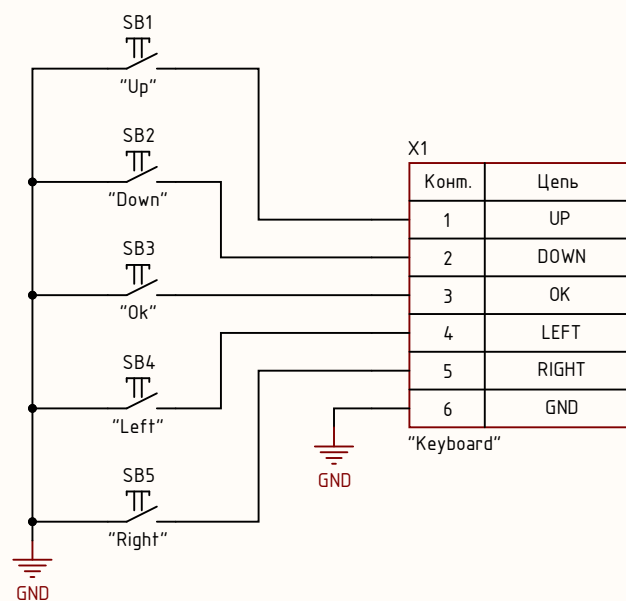 SB1
"Up"
SB2
"Down"
SB3
"Ok"
SB4
"Left"
SB5
"Right"
GND
X1
Конт. Цепь
1 UP
2 DOWN
3 OK
4 LEFT
5 RIGHT
6 GND
"Keyboard"
GND